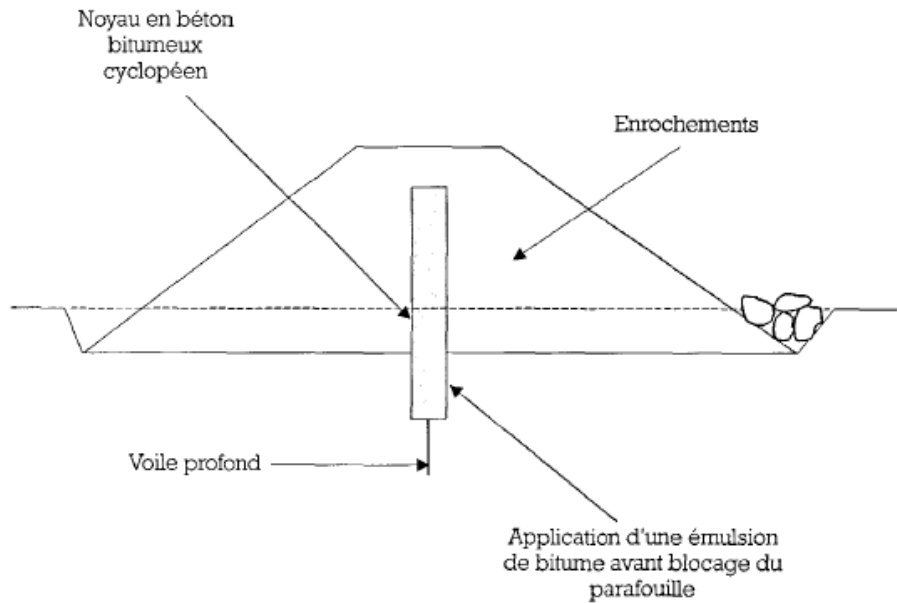 Noyau en béton
bitumeux
cyclopéen
Enrochements
Voile profond
Application d'une émulsion
de bitume avant blocage du
parafouille